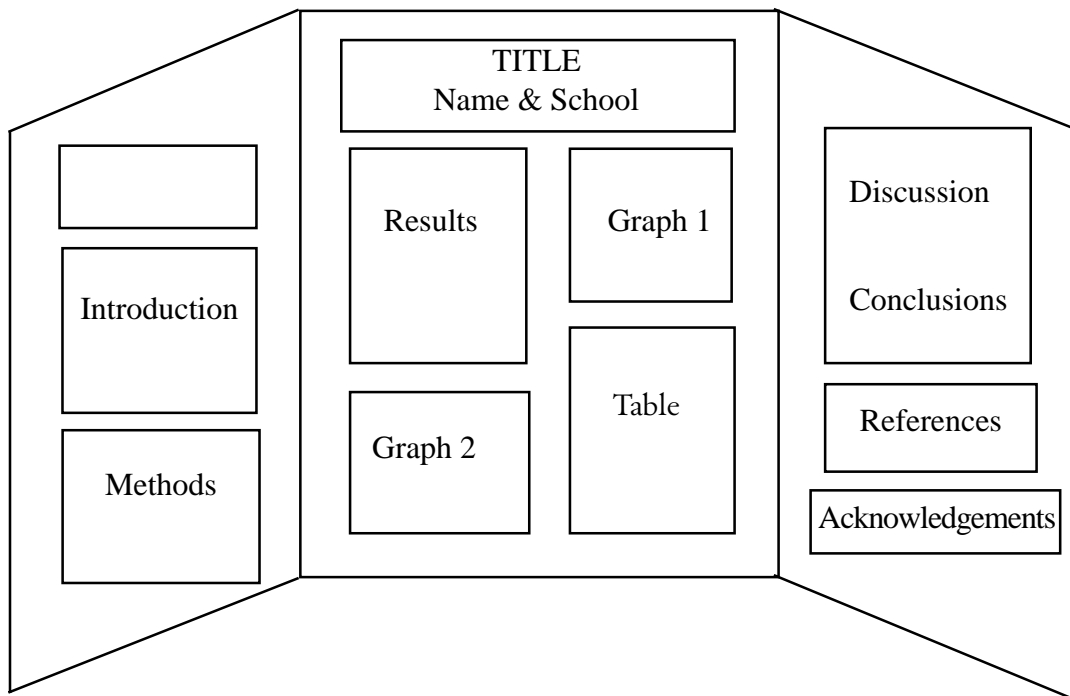 TITLE
Name & School
Introduction
Methods
Results
Graph 1
Graph 2
Table
Discussion
Conclusions
References
Acknowledgements